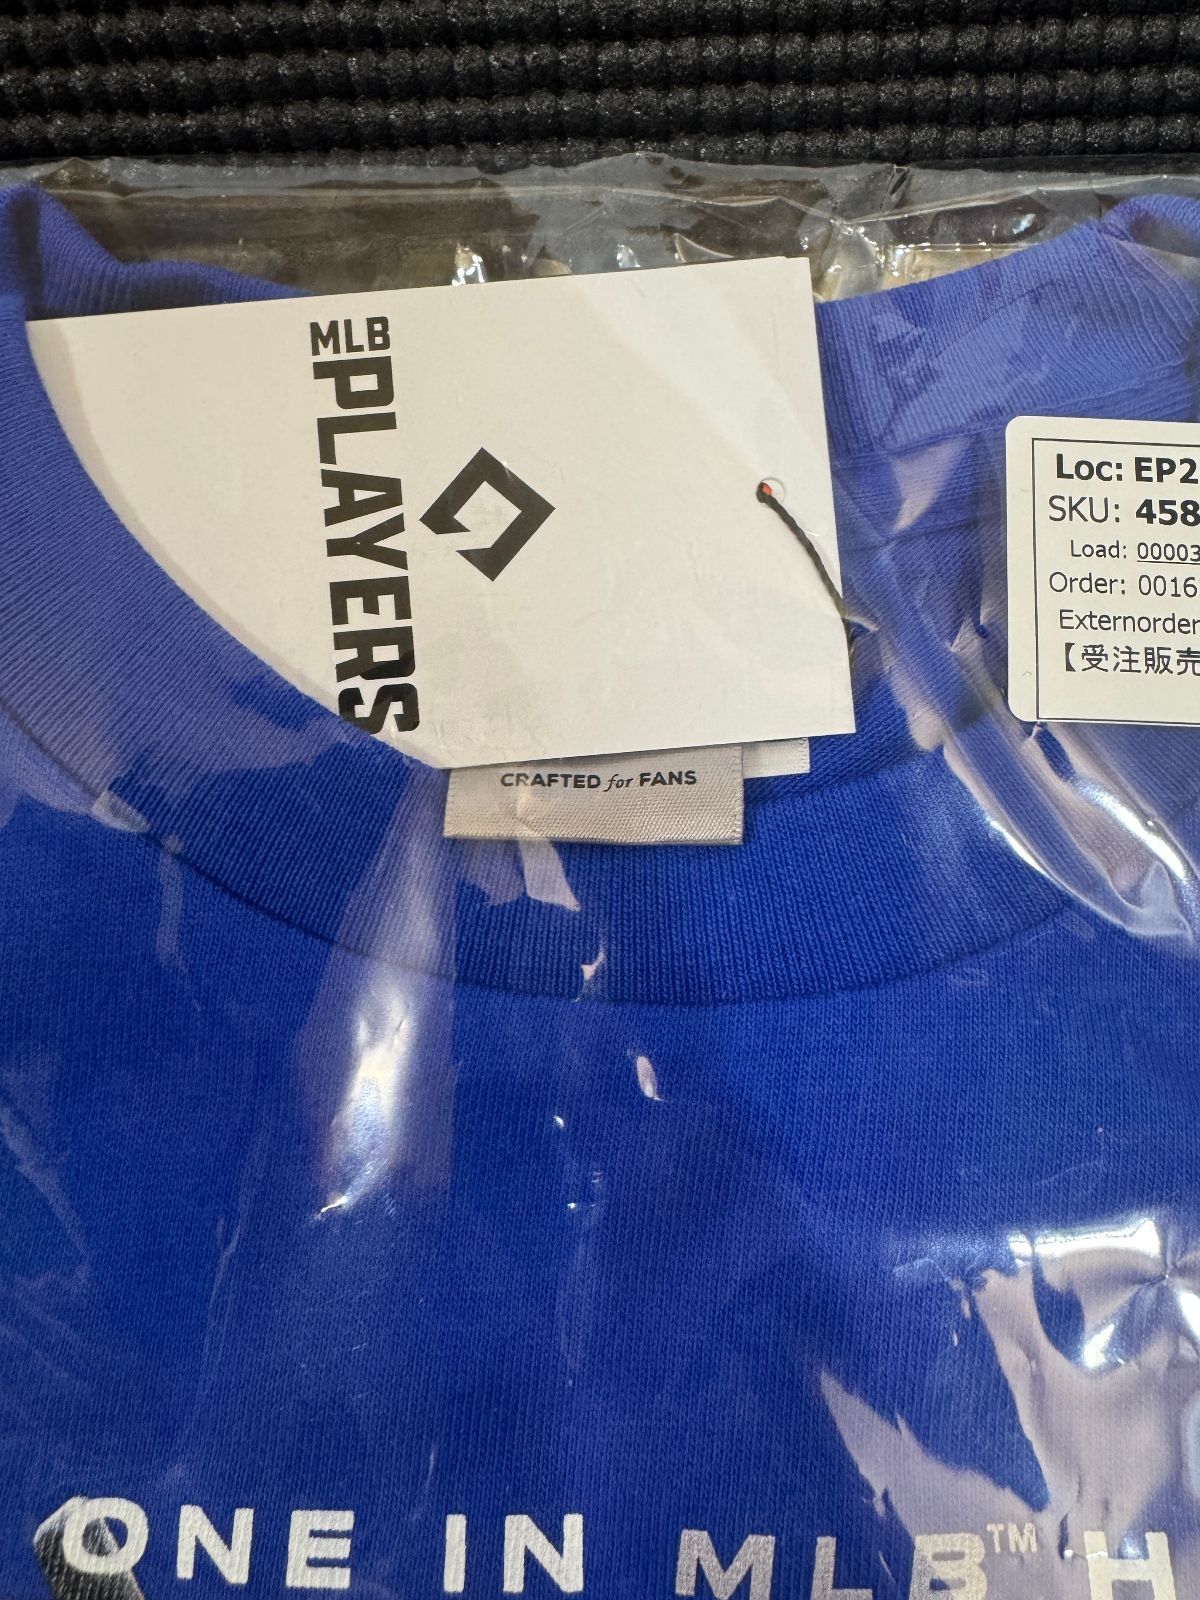 MLB
PLAYERS
Loc: EP2
SKU: 458
Load: 00003
Order: 0016
Externorder
【受注販売
CRAFTED for FANS
ONE IN MLB™ H